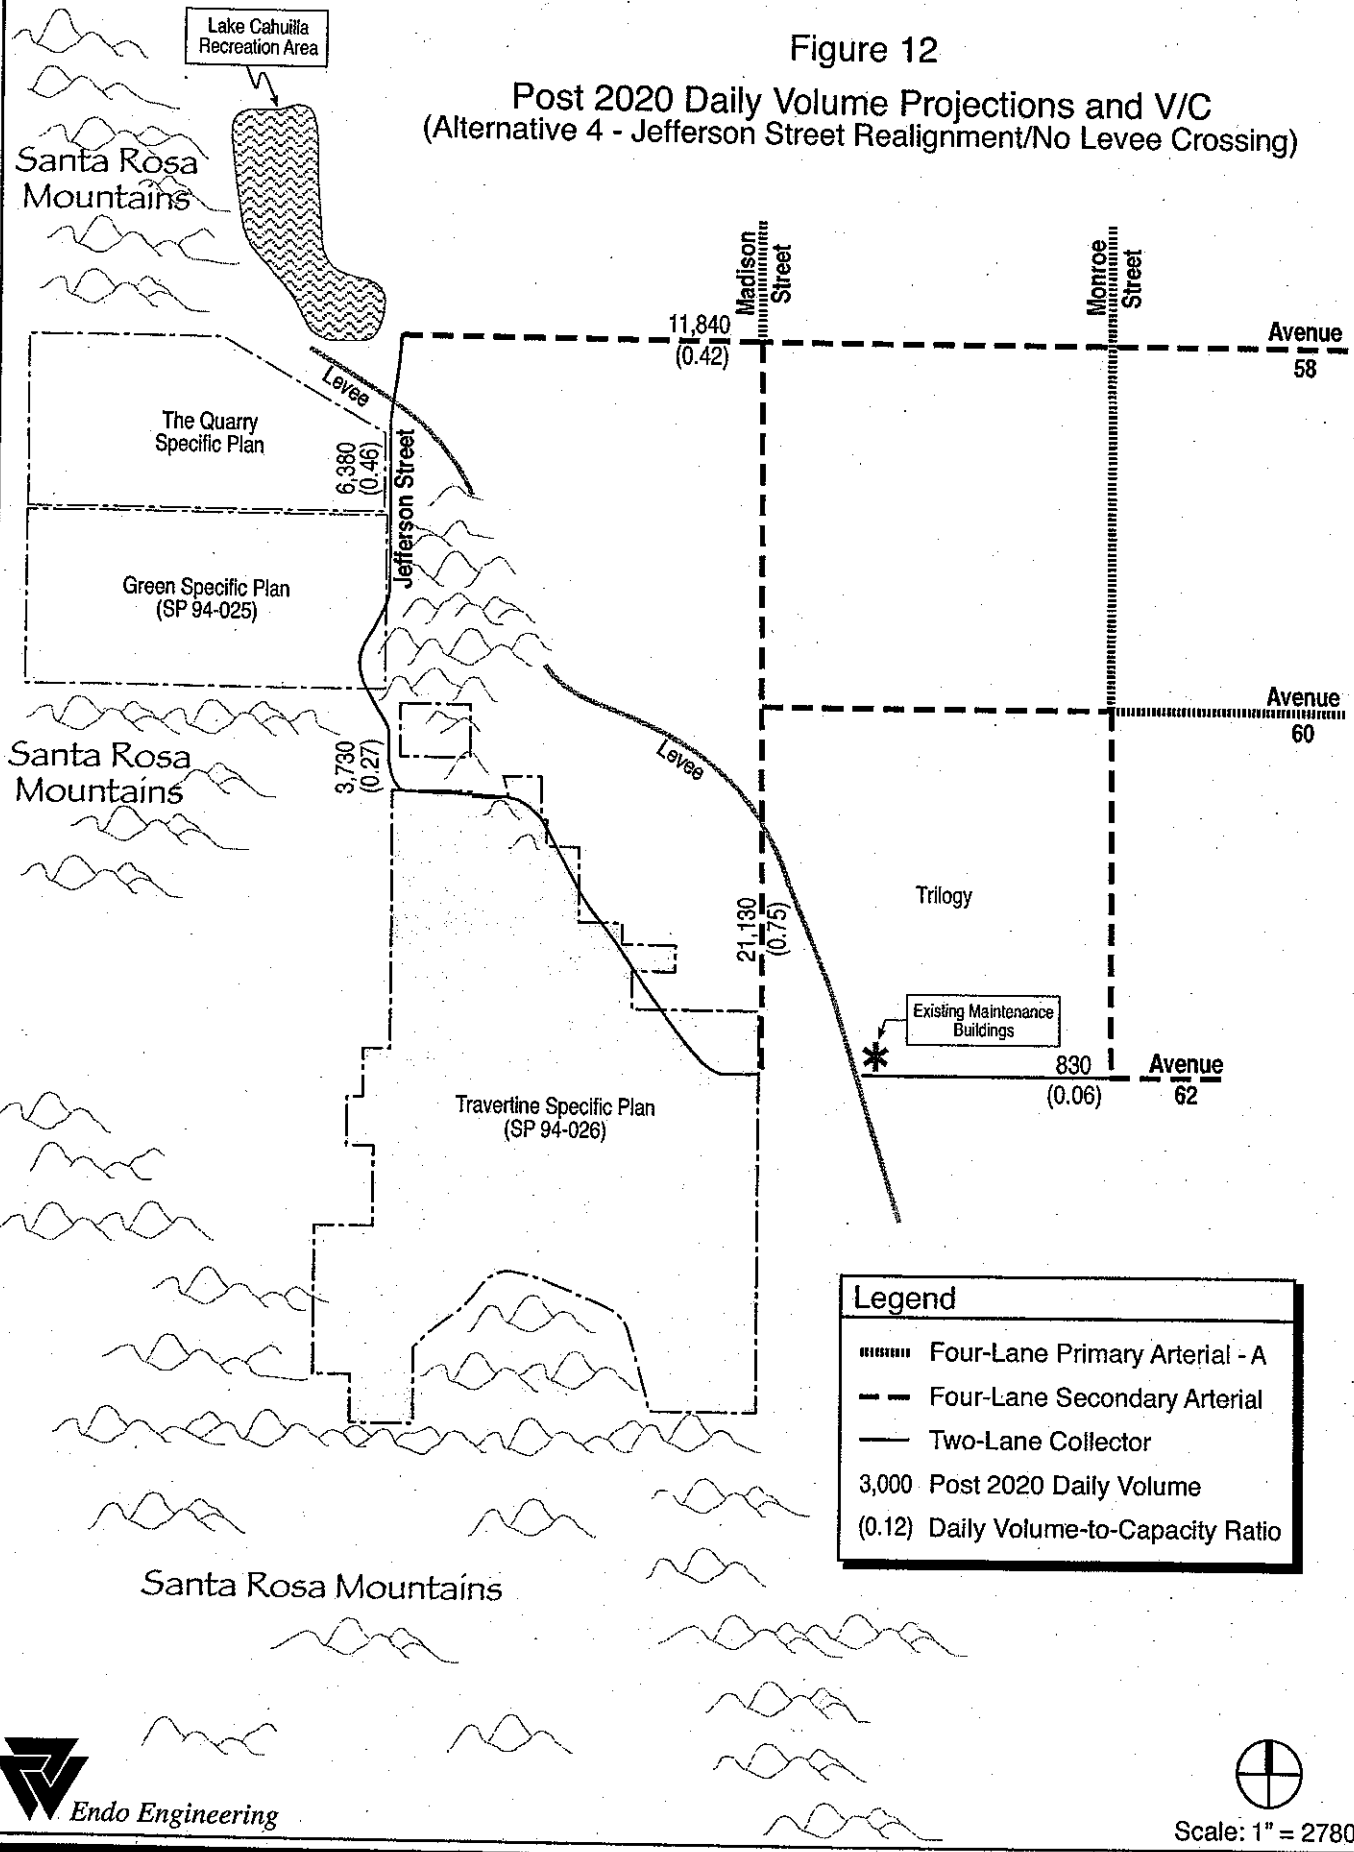 Figure 12
Post 2020 Daily Volume Projections and V/C
(Alternative 4 - Jefferson Street Realignment/No Levee Crossing)
Lake Cahuilla
Recreation Area
Santa Rosa
Mountains
Madison
Street
Monroe
Street
11,840
(0.42)
Avenue
58
Levee
The Quarry
Specific Plan
6,380
(0.46)
Jefferson Street
Green Specific Plan
(SP 94-025)
Avenue
60
Santa Rosa
Mountains
3,730
(0.27)
Levee
21,130
(0.75)
Trilogy
Existing Maintenance
Buildings
830
(0.06)
Avenue
62
Travertine Specific Plan
(SP 94-026)
Legend
Four-Lane Primary Arterial - A
Four-Lane Secondary Arterial
Two-Lane Collector
3,000 Post 2020 Daily Volume
(0.12) Daily Volume-to-Capacity Ratio
Santa Rosa Mountains
Endo Engineering
Scale: 1" = 2780